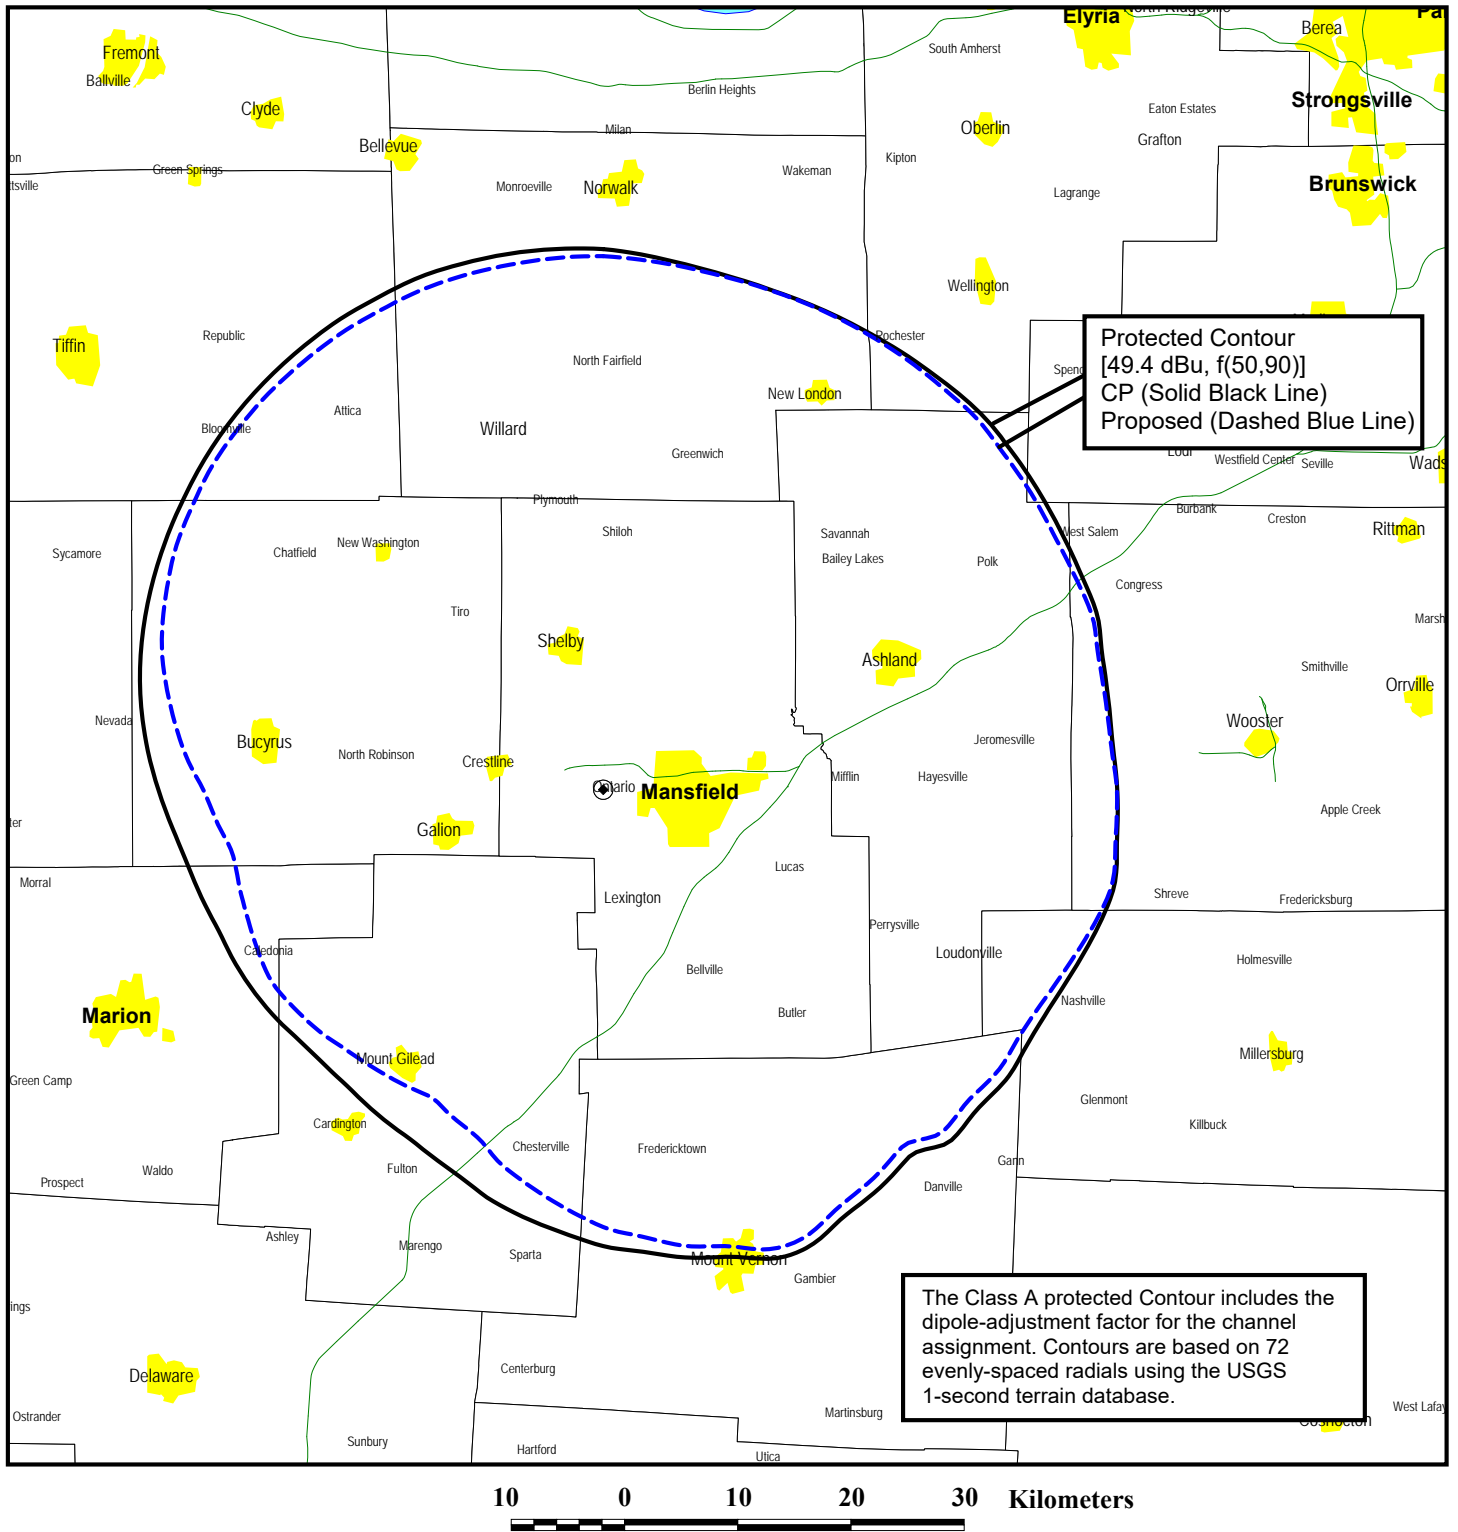 Elyria
North Ridgeville
Berea
Fremont
South Amherst
Ballville
Berlin Heights
Strongsville
Clyde
Eaton Estates
Milan
Oberlin
Grafton
Bellevue
Kipton
Green Springs
Wakeman
Monroeville
Norwalk
Brunswick
Lagrange
Wellington
Republic
Rochester
Tiffin
North Fairfield
Protected Contour
[49.4 dBu, f(50,90)]
CP (Solid Black Line)
Proposed (Dashed Blue Line)
New London
Attica
Bloomville
Willard
Greenwich
Westfield Center
Seville
Plymouth
Burbank
Creston
Rittman
Shiloh
Savannah
West Salem
New Washington
Sycamore
Chatfield
Bailey Lakes
Polk
Congress
Tiro
Shelby
Ashland
Smithville
Orrville
Nevada
Wooster
Bucyrus
North Robinson
Jeromesville
Crestline
Mifflin
Hayesville
Ontario
Mansfield
Apple Creek
Galion
Lucas
Morral
Lexington
Shreve
Fredericksburg
Perrysville
Caledonia
Loudonville
Holmesville
Bellville
Nashville
Marion
Butler
Mount Gilead
Millersburg
Green Camp
Glenmont
Cardington
Killbuck
Chesterville
Fredericktown
Gann
Waldo
Fulton
Prospect
Danville
Ashley
Marengo
Sparta
Mount Vernon
Gambier
The Class A protected Contour includes the
dipole-adjustment factor for the channel
assignment. Contours are based on 72
evenly-spaced radials using the USGS
1-second terrain database.
Delaware
Centerburg
Ostrander
Martinsburg
Coshocton
Sunbury
Hartford
Utica
10 0 10 20 30 Kilometers